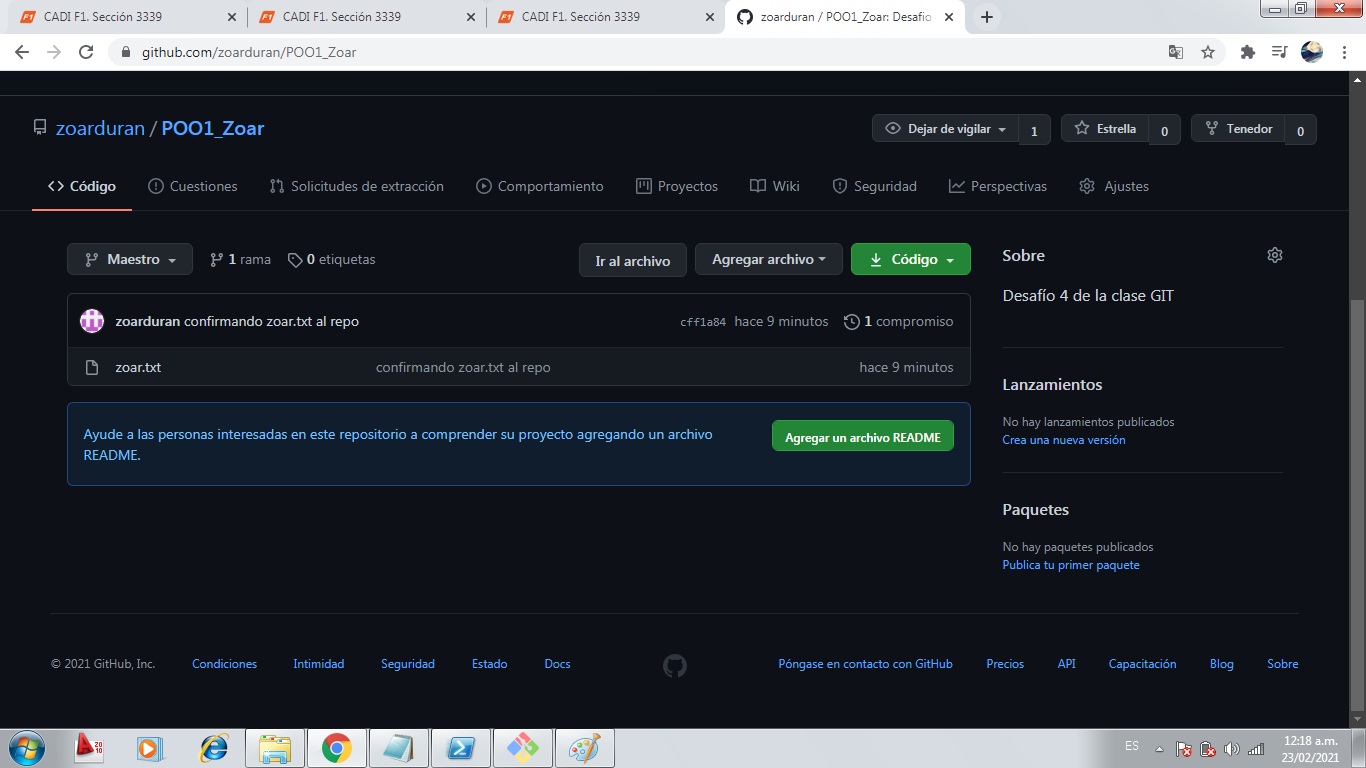 CADI F1. Sección 3339
CADI F1. Sección 3339
CADI F1. Sección 3339
zoarduran / POO1_Zoar: Desafio
github.com/zoarduran/POO1_Zoar
zoarduran / POO1_Zoar
Dejar de vigilar 1
Estrella 0
Tenedor 0
Código Cuestiones Solicitudes de extracción Comportamiento Proyectos Wiki Seguridad Perspectivas Ajustes
Maestro 1 rama 0 etiquetas Ir al archivo Agregar archivo Código
zoarduran confirmando zoar.txt al repo cff1a84 hace 9 minutos 1 compromiso
zoar.txt confirmando zoar.txt al repo hace 9 minutos
Ayude a las personas interesadas en este repositorio a comprender su proyecto agregando un archivo
README.
Agregar un archivo README
Sobre
Desafío 4 de la clase GIT
Lanzamientos
No hay lanzamientos publicados
Crea una nueva versión
Paquetes
No hay paquetes publicados
Publica tu primer paquete
© 2021 GitHub, Inc. Condiciones Intimidad Seguridad Estado Docs Póngase en contacto con GitHub Precios API Capacitación Blog Sobre
ES
12:18 a.m.
23/02/2021